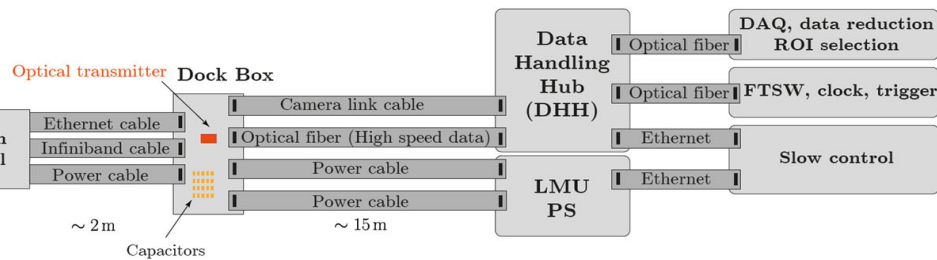 DAQ, data reduction
ROI selection
Data
Handling
Hub
(DHH)
Optical fiber
Optical transmitter
Dock Box
Optical fiber
FTSW, clock, trigger
Camera link cable
Ethernet cable
Optical fiber (High speed data)
Ethernet
Infiniband cable
Slow control
Power cable
Power cable
LMU
PS
Ethernet
Power cable
~ 2 m
~ 15 m
Capacitors